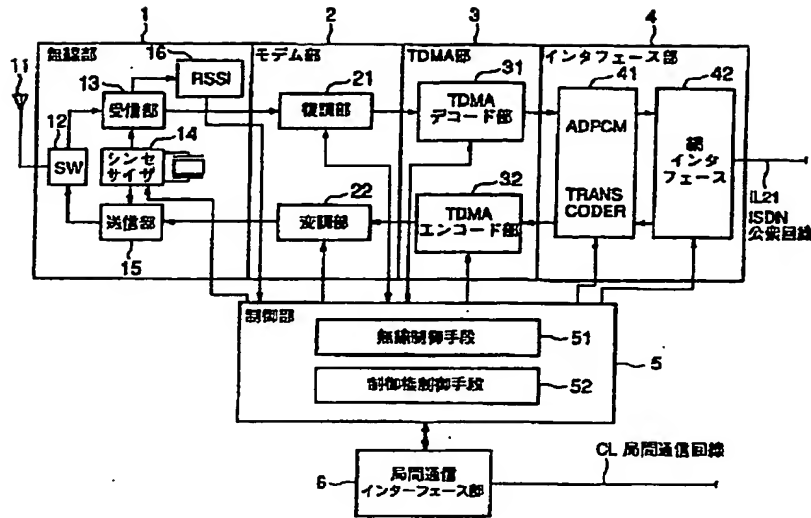 1
2
3
4
無線部
モデム部
TDMA部
インタフェース部
11
13
16
RSSI
受信部
21
復調部
31
TDMA
デコード部
41
42
ADPCM
TRANS
CODER
網
インタ
フェース
12
SW
14
シンセ
サイザ
送信部
15
22
変調部
32
TDMA
エンコード部
IL21
ISDN
公衆回線
制御部
無線制御手段
51
制御権制御手段
52
5
6
局間通信
インターフェース部
CL 局間通信回線